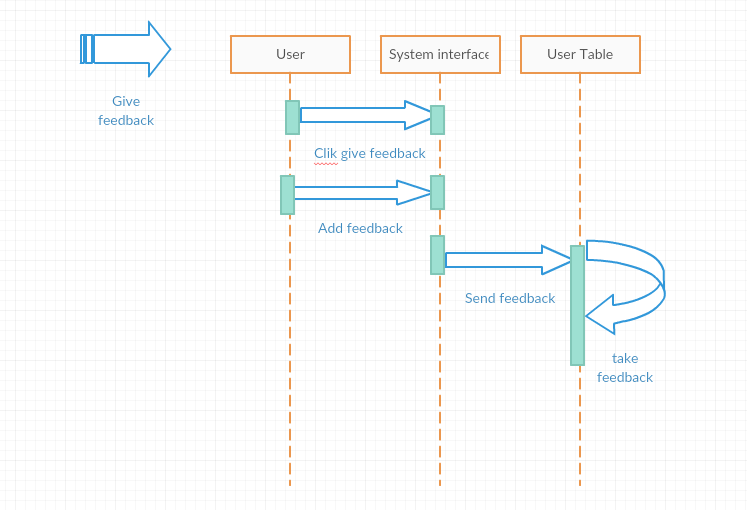 User
System interface
User Table
Give
feedback
Clik give feedback
Add feedback
Send feedback
take
feedback